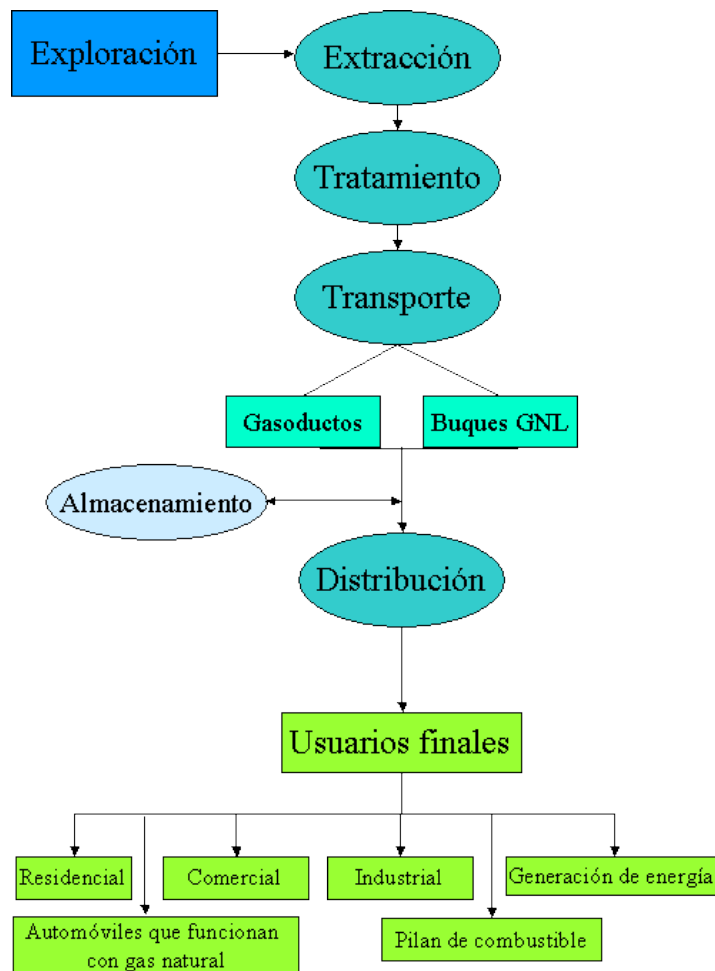 Exploración
Extracción
Tratamiento
Transporte
Gasoductos
Buques GNL
Almacenamiento
Distribución
Usuarios finales
Residencial
Comercial
Industrial
Generación de energía
Automóviles que funcionan
con gas natural
Pilan de combustible